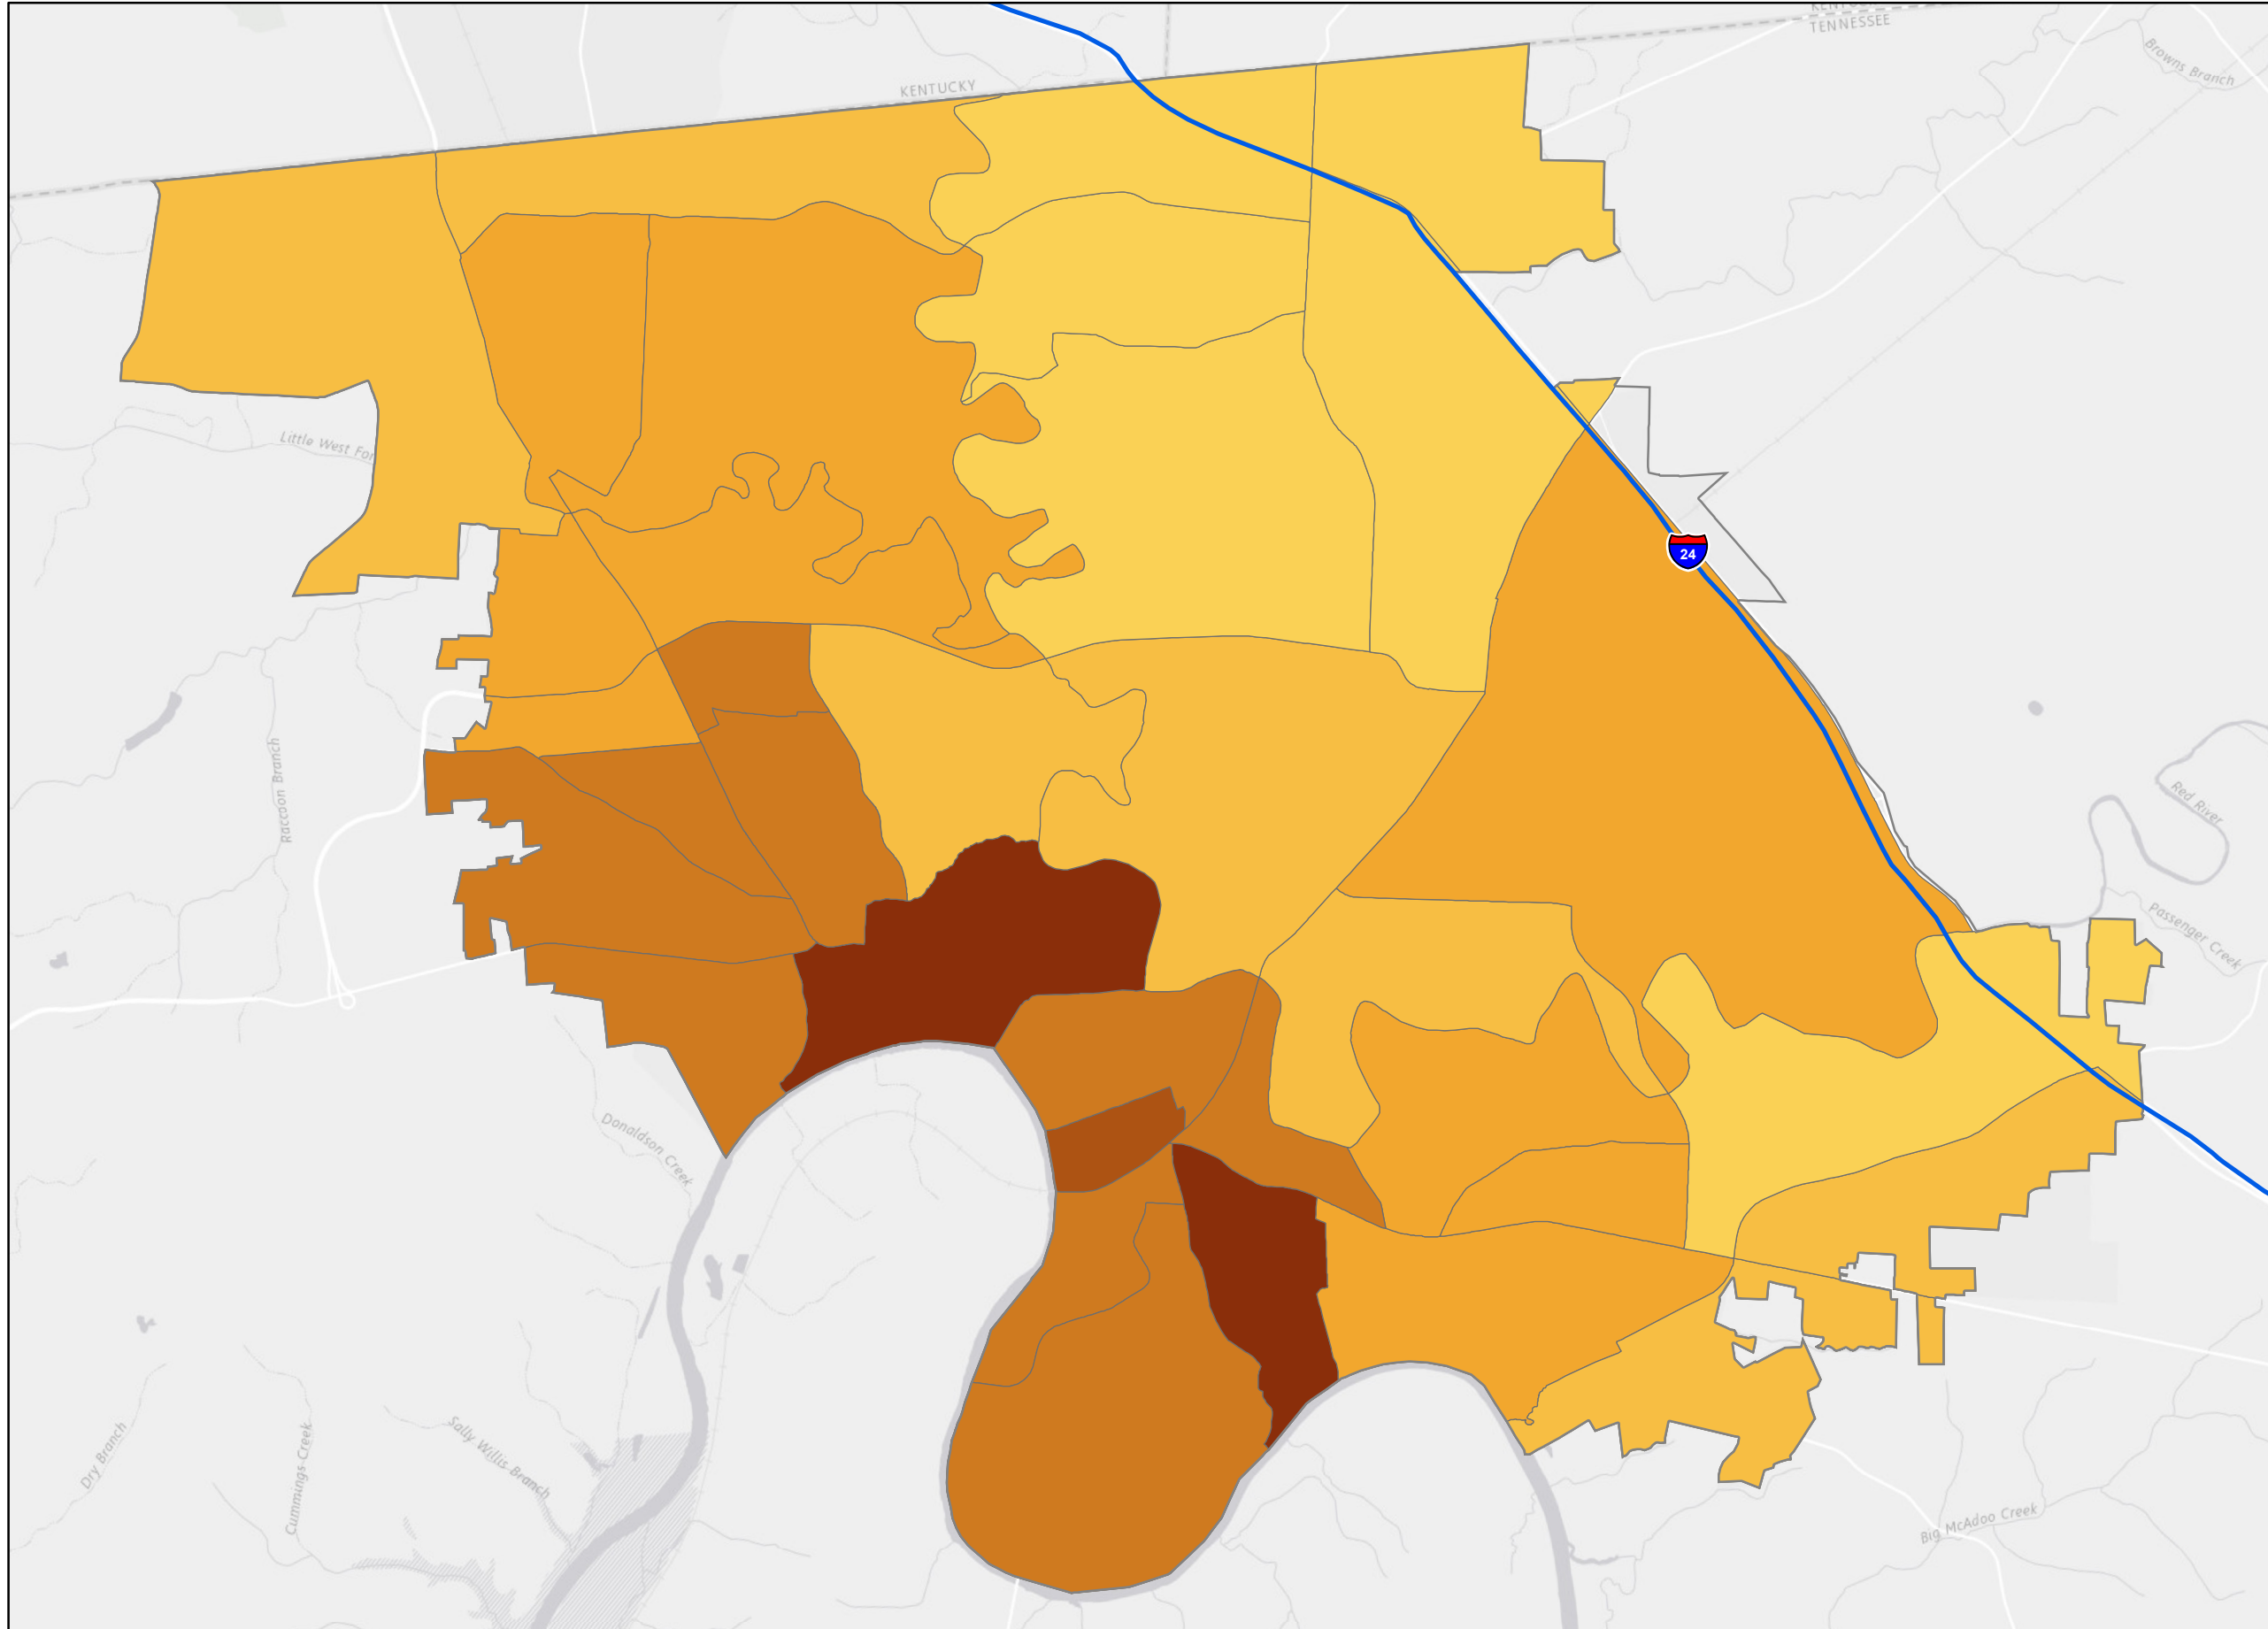 TENNESSEE
KENTUCKY
Browns Branch
Little West For
24
Raccoon Branch
Red River
Passenger Creek
Donaldson Creek
Dry Branch
Cummings Creek
Sally Willis Branch
Big McAdoo Creek